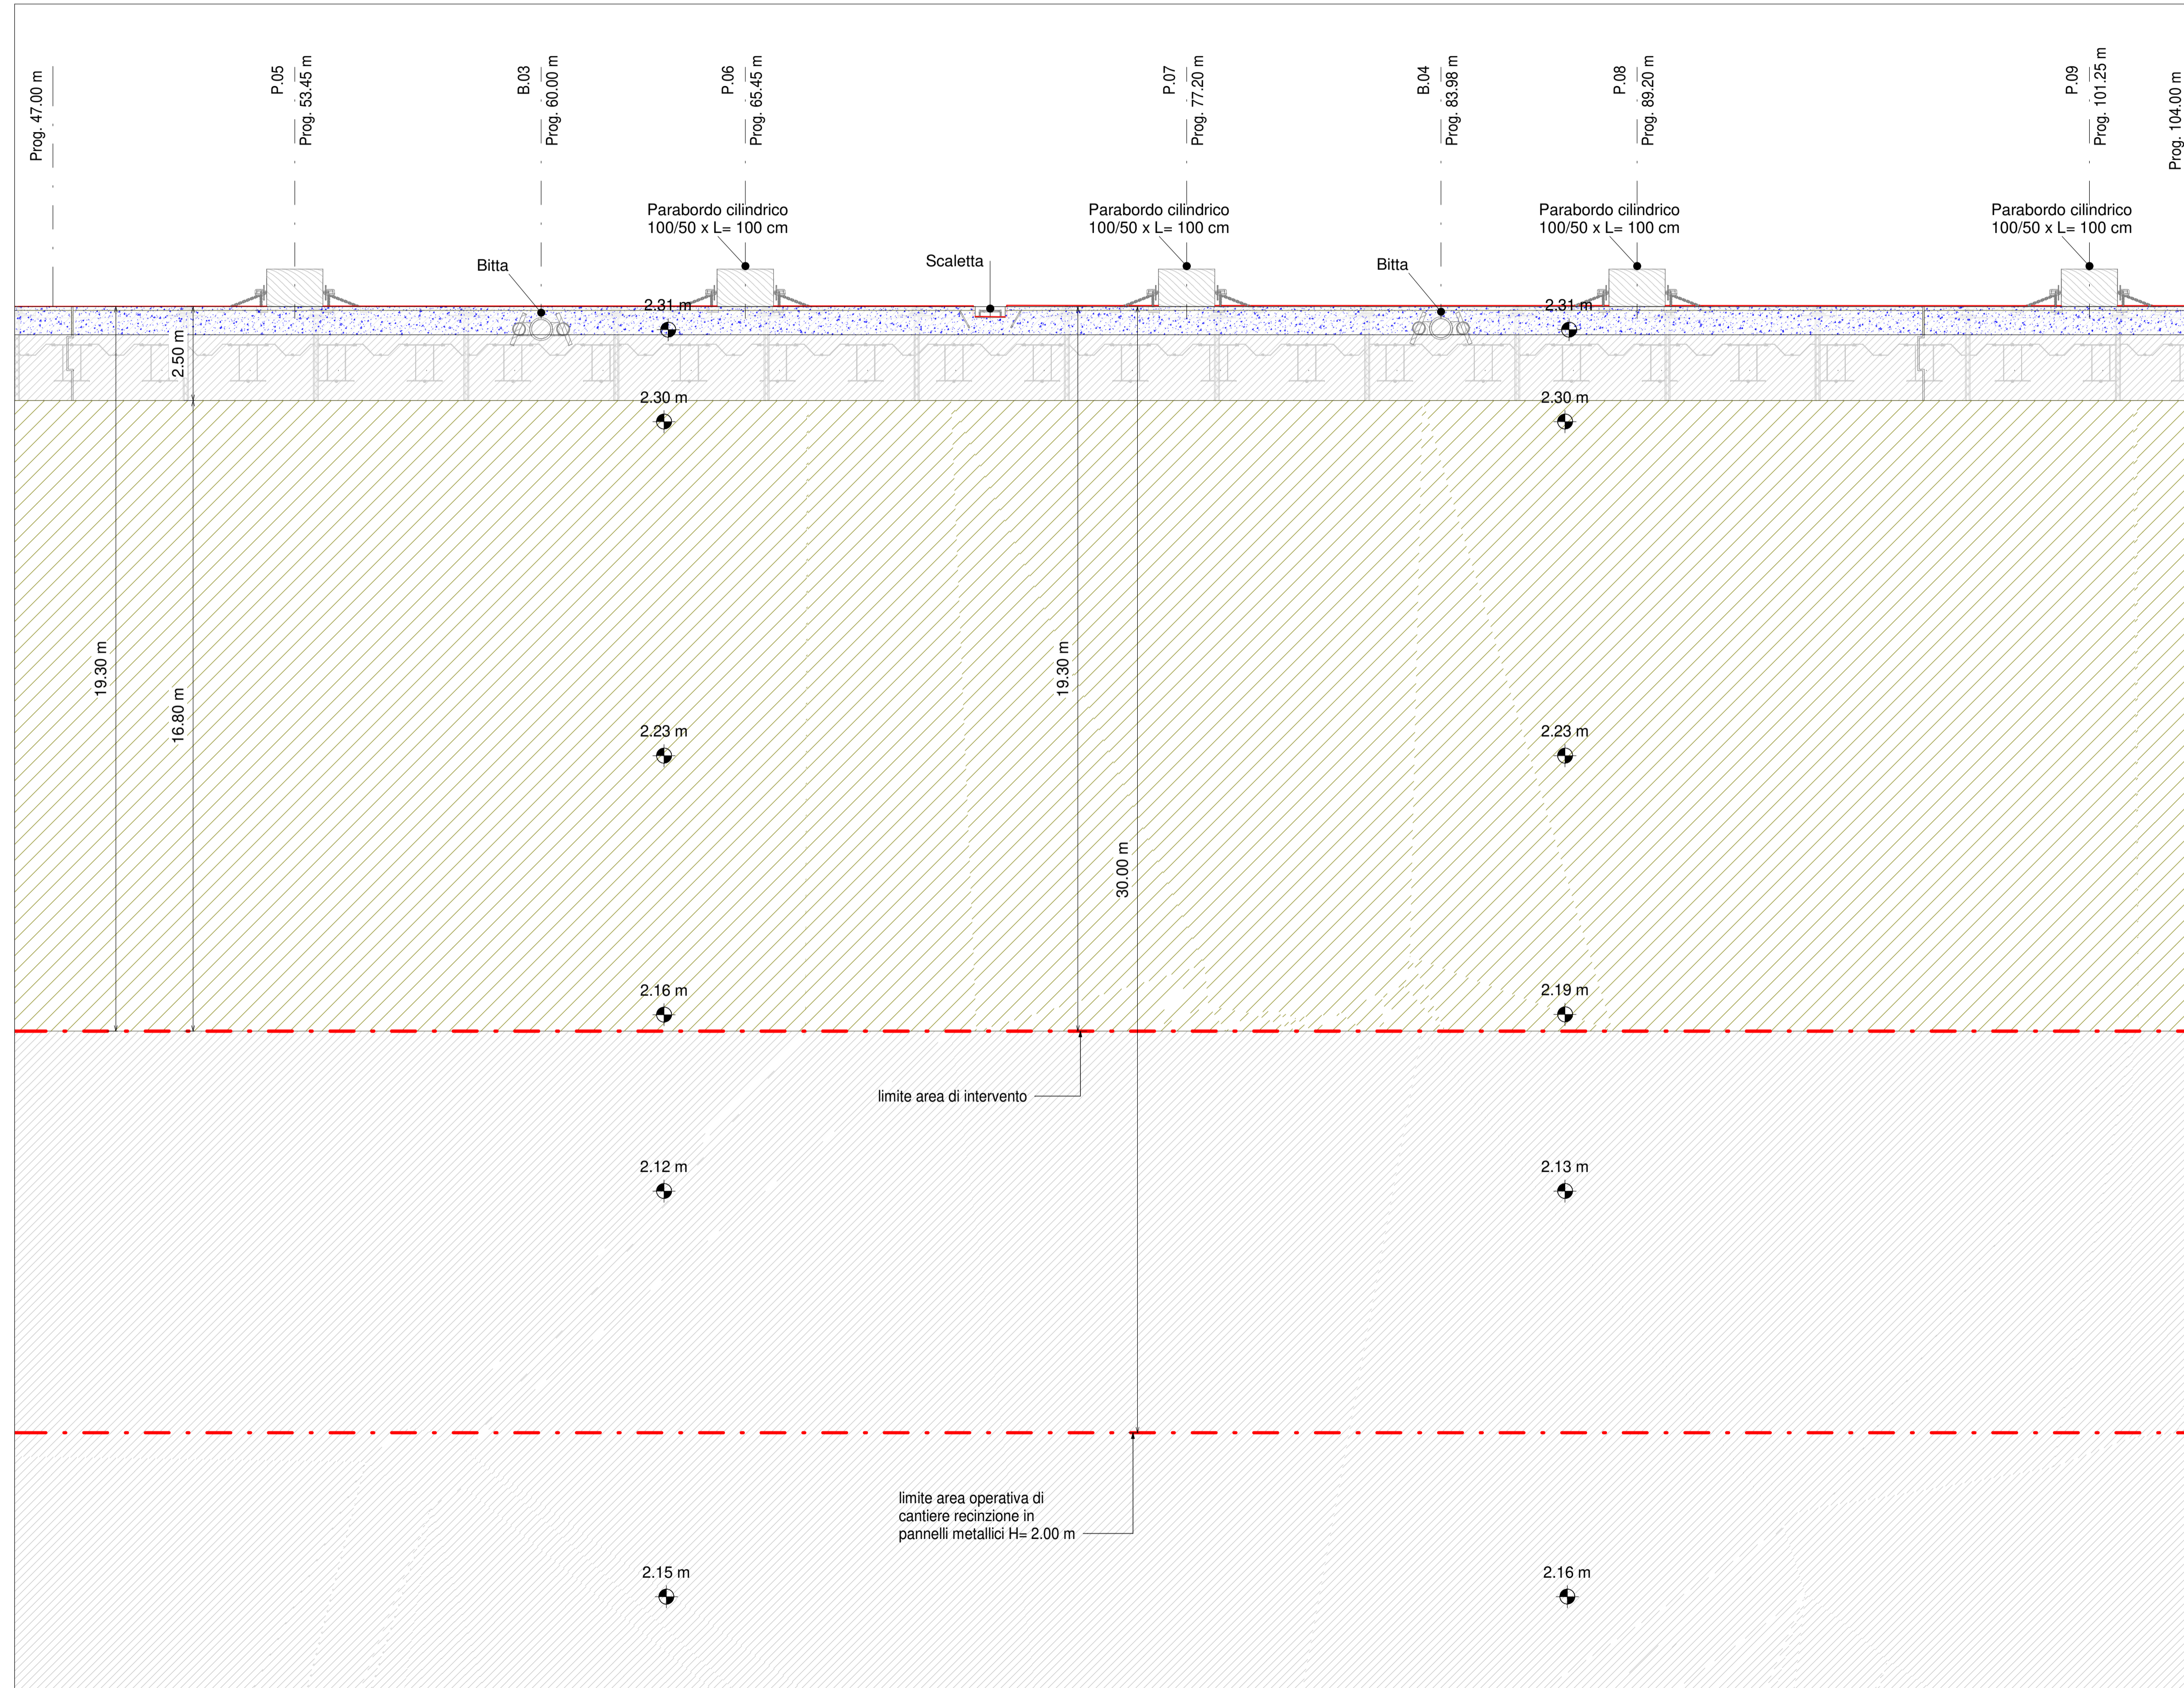 Prog. 47.00 m
P.05
Prog. 53.45 m
B.03
Prog. 60.00 m
P.06
Prog. 65.45 m
P.07
Prog. 77.20 m
B.04
Prog. 83.98 m
P.08
Prog. 89.20 m
P.09
Prog. 101.25 m
Prog. 104.00 m
Parabordo cilindrico
100/50 x L= 100 cm
Parabordo cilindrico
100/50 x L= 100 cm
Parabordo cilindrico
100/50 x L= 100 cm
Parabordo cilindrico
100/50 x L= 100 cm
Bitta
Scaletta
Bitta
2.31 m
2.31 m
2.50 m
2.30 m
2.30 m
19.30 m
16.80 m
19.30 m
2.23 m
2.23 m
30.00 m
2.16 m
2.19 m
limite area di intervento
2.12 m
2.13 m
limite area operativa di
cantiere recinzione in
pannelli metallici H= 2.00 m
2.15 m
2.16 m